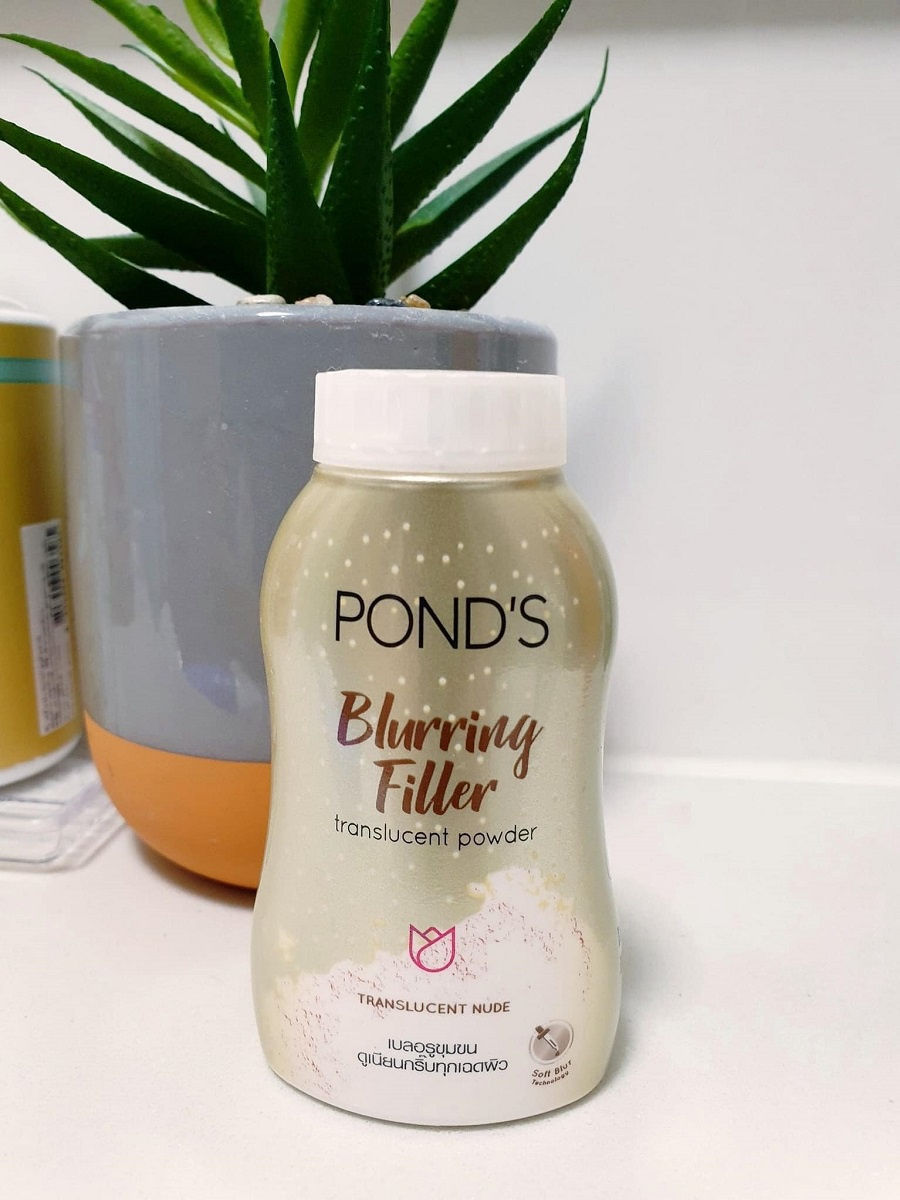 POND'S
Blurring
Filler
translucent powder
TRANSLUCENT NUDE
เบลอรูขุมขน
ดูเนียนกริ๊บทุกเฉดผิว
Soft Blur
Technology